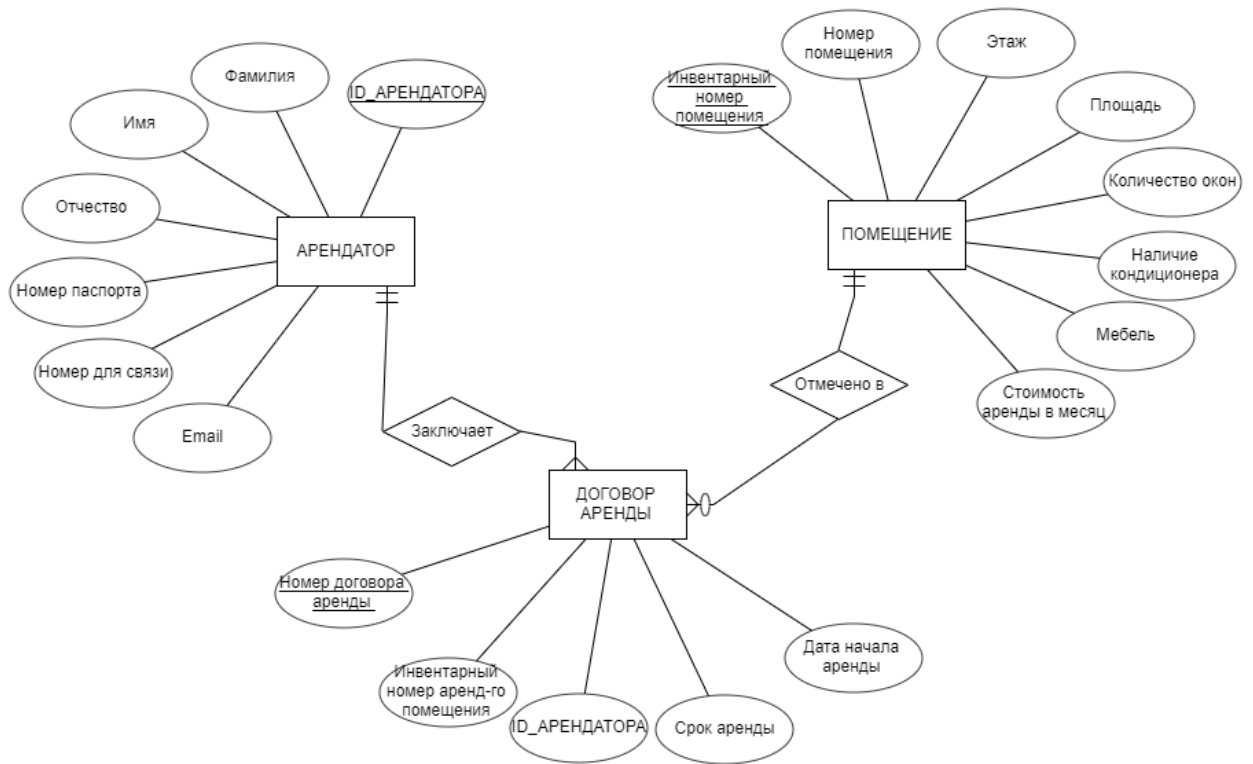 Фамилия
ID_АРЕНДАТОРА
Имя
Отчество
Номер паспорта
Номер для связи
Email
АРЕНДАТОР
Номер
помещения
Этаж
Инвентарный
номер
помещения
Площадь
Количество окон
Наличие
кондиционера
Мебель
Стоимость
аренды в месяц
ПОМЕЩЕНИЕ
Отмечено в
Заключает
ДОГОВОР
АРЕНДЫ
Номер договора
аренды
Инвентарный
номер аренд-го
помещения
ID_АРЕНДАТОРА
Срок аренды
Дата начала
аренды